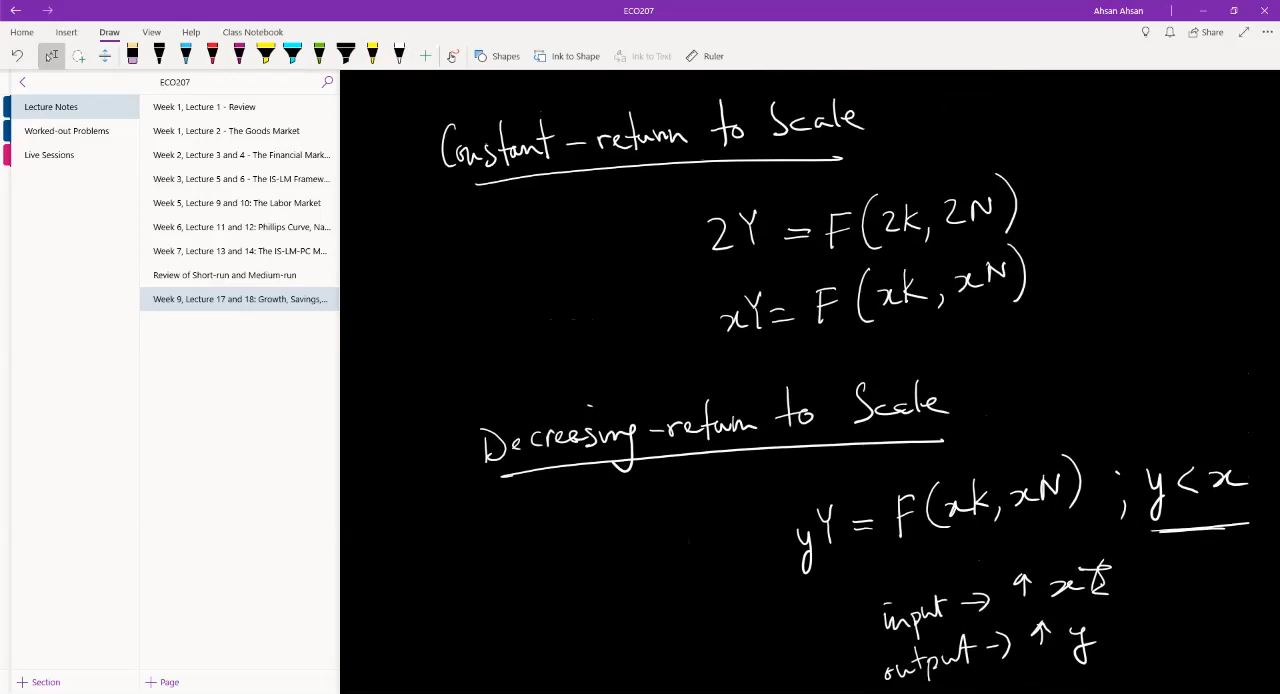 ECO207
Ahsan Ahsan
Home Insert Draw View Help Class Notebook
Share
Shapes Ink to Shape Ink to Text Ruler
ECO207
Lecture Notes
Worked-out Problems
Live Sessions
Week 1, Lecture 1 - Review
Week 1, Lecture 2 - The Goods Market
Week 2, Lecture 3 and 4 - The Financial Mark...
Week 3, Lecture 5 and 6 - The IS-LM Framew...
Week 5, Lecture 9 and 10: The Labor Market
Week 6, Lecture 11 and 12: Phillips Curve, Na...
Week 7, Lecture 13 and 14: The IS-LM-PC M...
Review of Short-run and Medium-run
Week 9, Lecture 17 and 18: Growth, Savings,...
+ Section
+ Page
Constant-return to Scale
2Y = F(2K, 2N)
xY = F(xK, xN)
Decreasing-return to Scale
yY = F(xK, xN) ; y < x
input → ↑ x
output → ↑ y